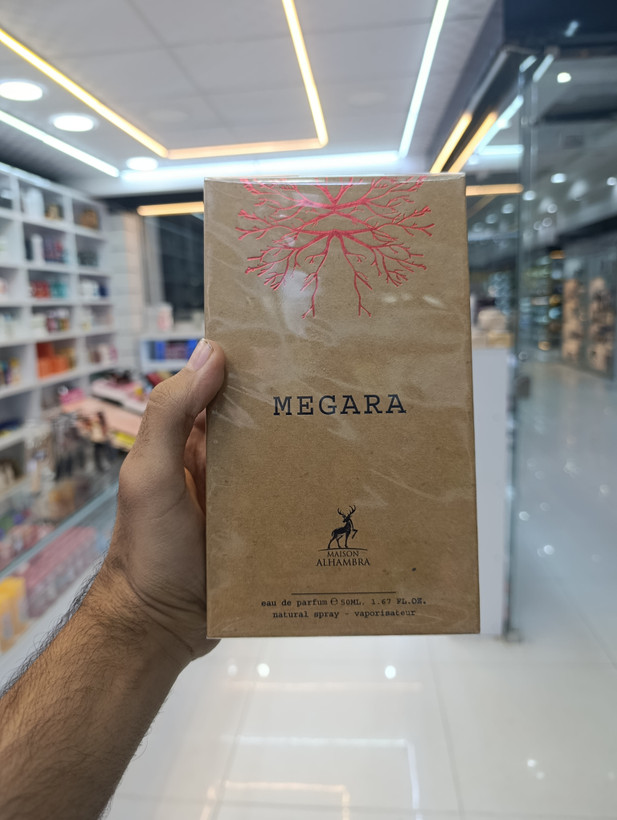 MEGARA
MAISON
ALHAMBRA
eau de parfum ℮ 50ML. 1.67 FL.OZ.
natural spray - vaporisateur